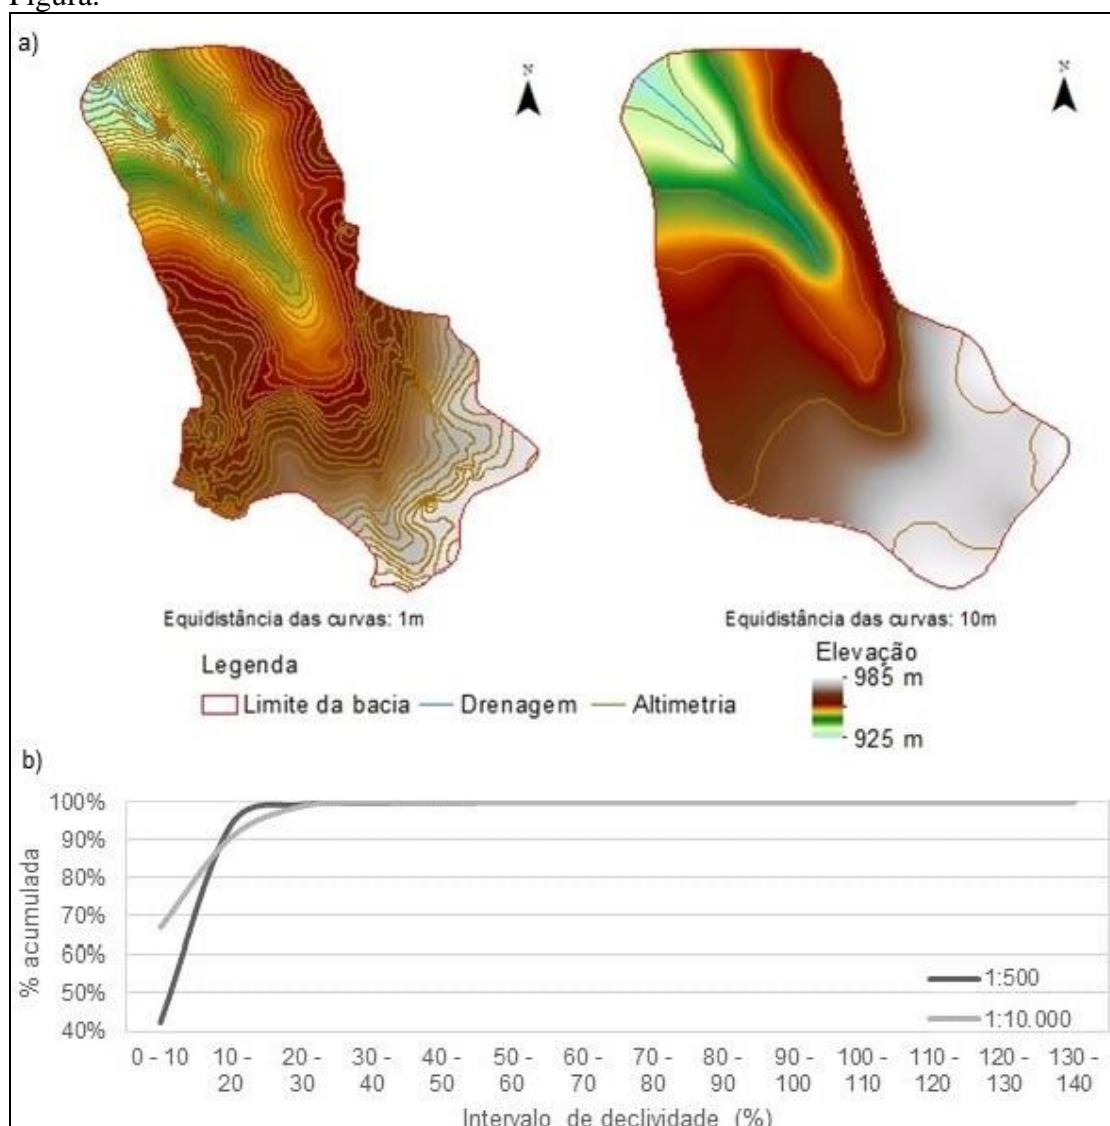 Figura.
a)
N
N
Equidistância das curvas: 1m
Equidistância das curvas: 10m
Legenda
Limite da bacia
Drenagem
Altimetria
Elevação
985 m
925 m
b)
100%
90%
80%
70%
60%
50%
40%
% acumulada
1:500
1:10.000
0 - 10
10 - 20
20 - 30
30 - 40
40 - 50
50 - 60
60 - 70
70 - 80
80 - 90
90 - 100
100 - 110
110 - 120
120 - 130
130 - 140
Intervalo de declividade (%)